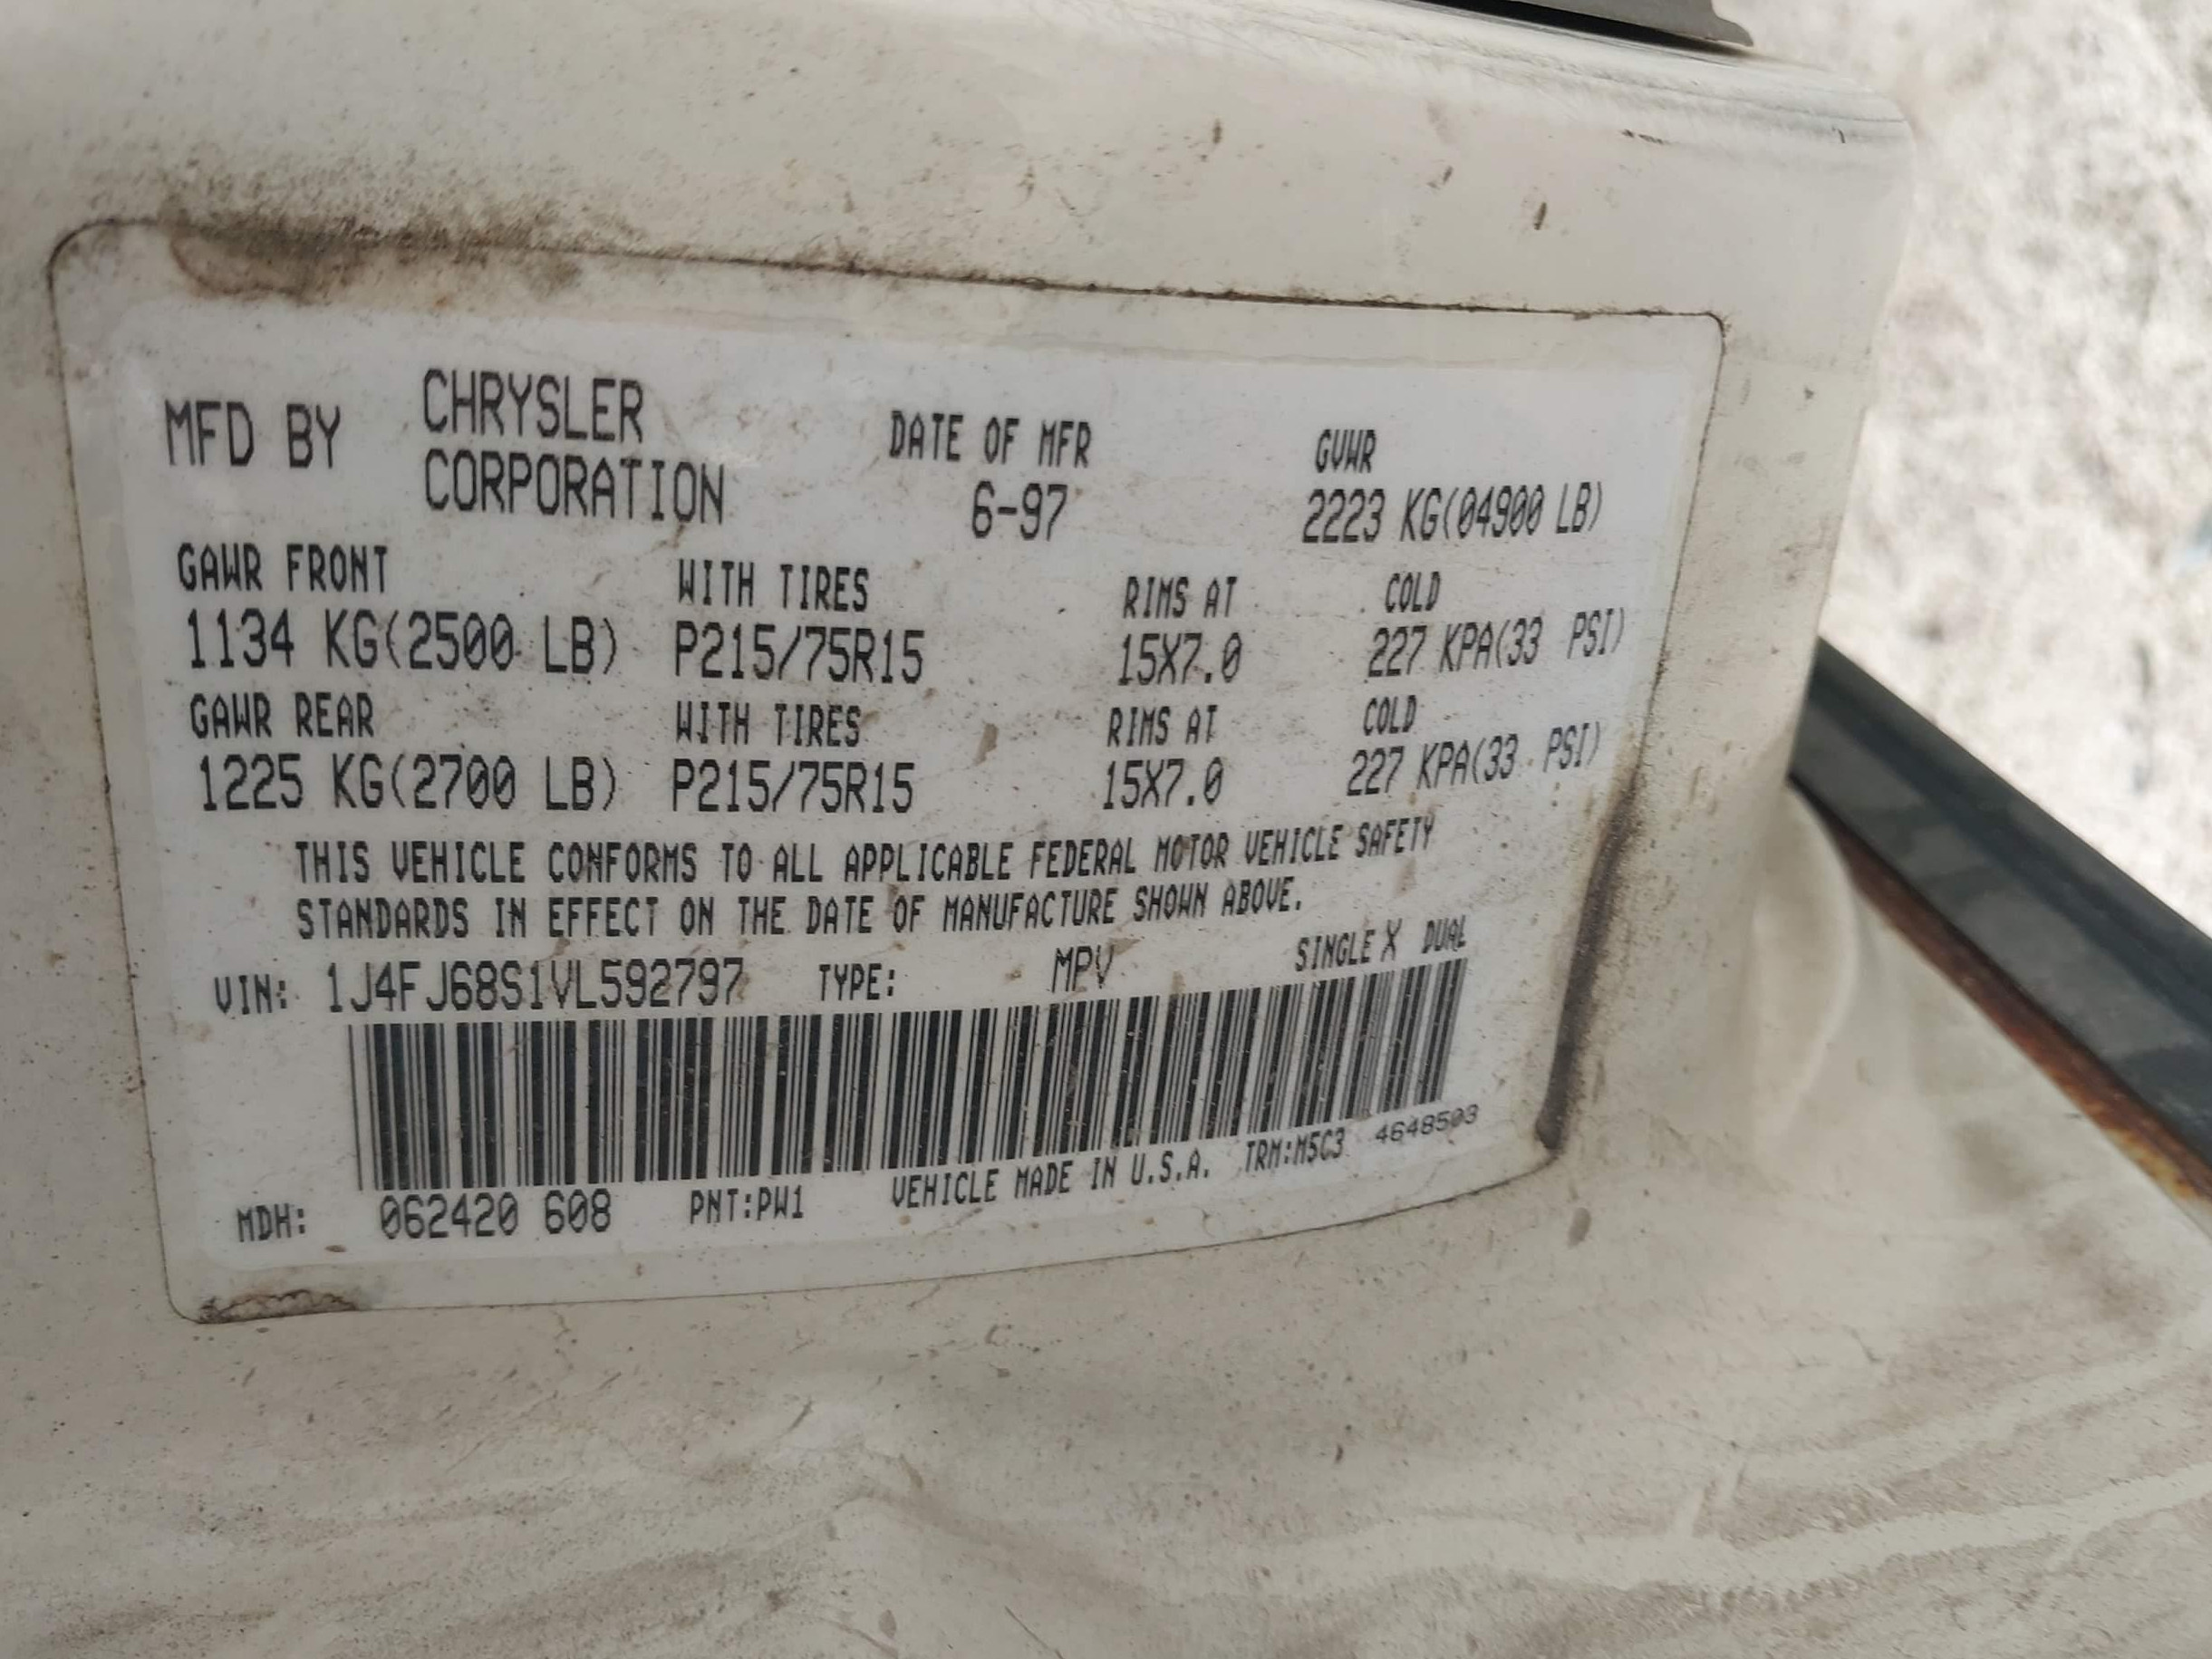 MFD BY CHRYSLER CORPORATION DATE OF MFR 6-97 GVWR 2223 KG(04900 LB)
GAWR FRONT WITH TIRES RIMS AT COLD
1134 KG(2500 LB) P215/75R15 15X7.0 227 KPA(33 PSI)
GAWR REAR WITH TIRES RIMS AT COLD
1225 KG(2700 LB) P215/75R15 15X7.0 227 KPA(33 PSI)
THIS VEHICLE CONFORMS TO ALL APPLICABLE FEDERAL MOTOR VEHICLE SAFETY
STANDARDS IN EFFECT ON THE DATE OF MANUFACTURE SHOWN ABOVE.
VIN: 1J4FJ68S1VL592797 TYPE: MPV SINGLE X DUAL
MDH: 062420 608 PNT:PW1 VEHICLE MADE IN U.S.A. TRM:M5C3 4648503